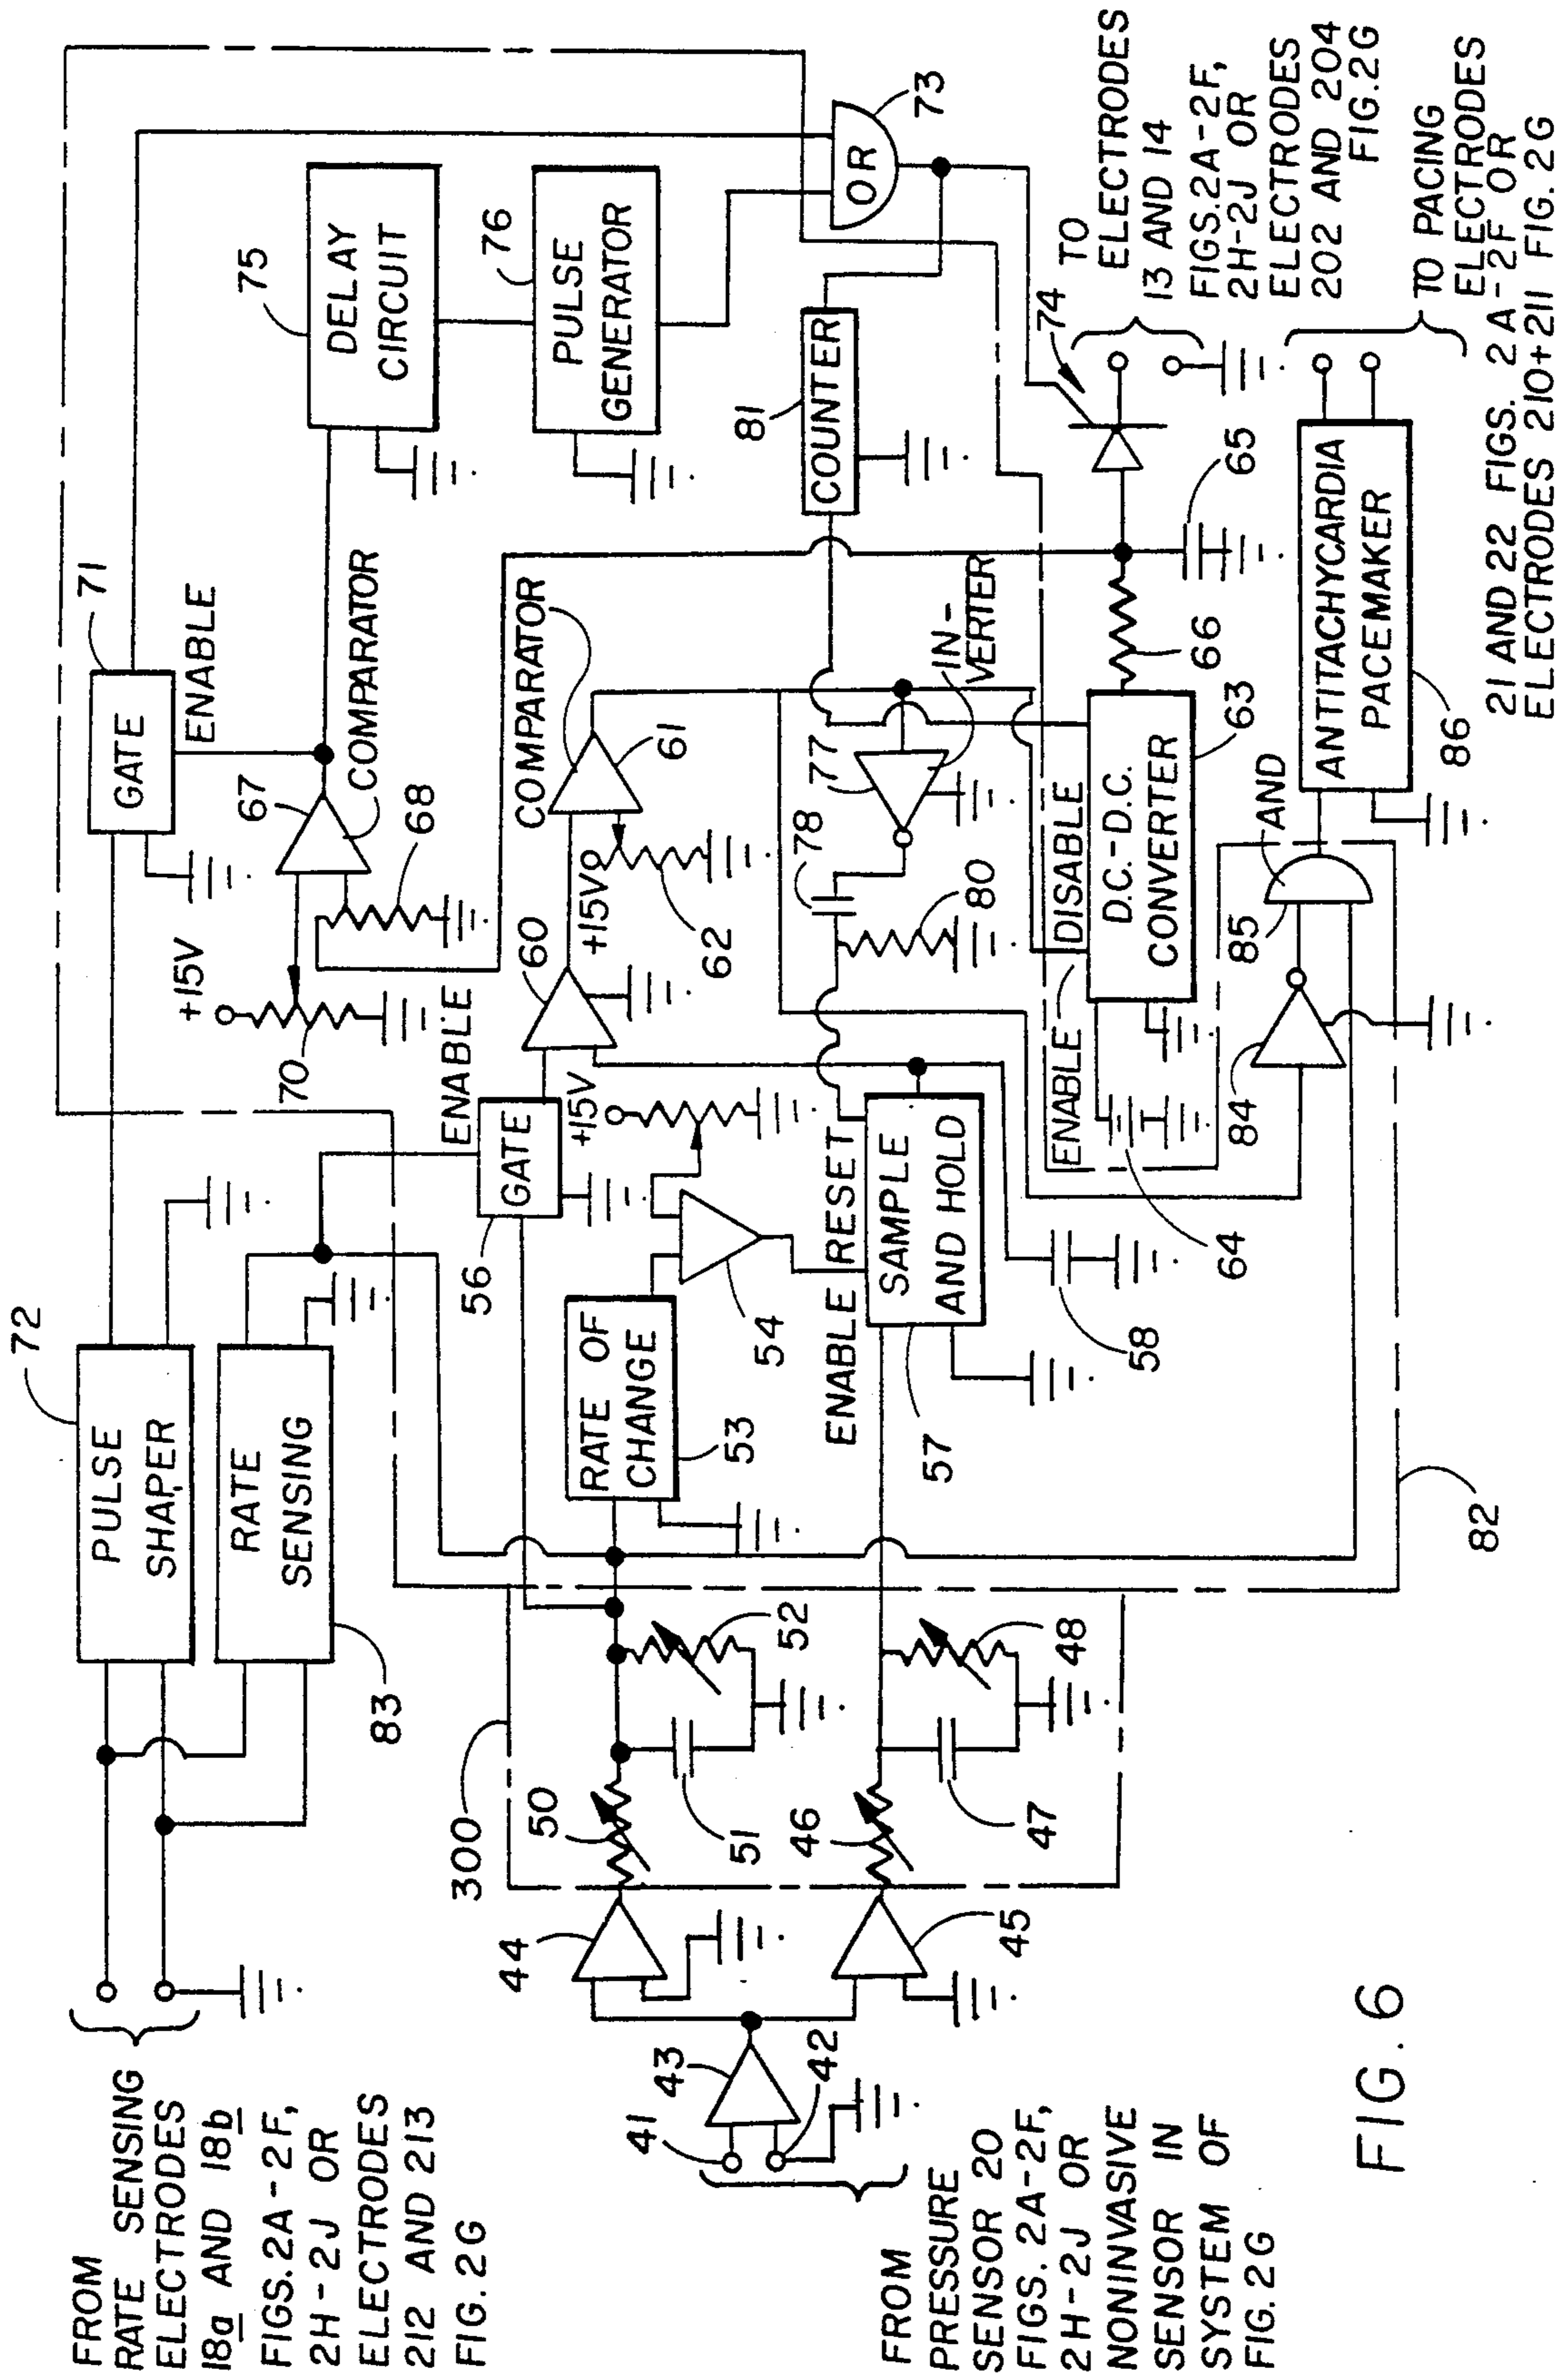 FROM
RATE SENSING
ELECTRODES
18a AND 18b
FIGS. 2A-2F,
2H-2J OR
ELECTRODES
212 AND 213
FIG. 2G
72
PULSE
SHAPER
RATE
SENSING
83
71
GATE
ENABLE
67
COMPARATOR
68
+15V
70
75
DELAY
CIRCUIT
76
PULSE
GENERATOR
OR
73
81
COUNTER
FROM
PRESSURE
SENSOR 20
FIGS. 2A-2F,
2H-2J OR
NONINVASIVE
SENSOR IN
SYSTEM OF
FIG. 2G
41
42
43
44
45
300
50
51
52
46
47
48
RATE OF
CHANGE
53
54
56
GATE
ENABLE
+15V
60
COMPARATOR
61
+15V
62
ENABLE RESET
SAMPLE
AND HOLD
57
58
77
IN-
VERTER
78
80
ENABLE
DISABLE
D.C.-D.C.
CONVERTER
63
64
66
65
74
TO
ELECTRODES
13 AND 14
FIGS. 2A-2F,
2H-2J OR
ELECTRODES
202 AND 204
FIG. 2G
82
84
85
AND
ANTITACHYCARDIA
PACEMAKER
86
TO PACING
ELECTRODES
21 AND 22 FIGS. 2A-2F OR
ELECTRODES 210+211 FIG. 2G
FIG. 6